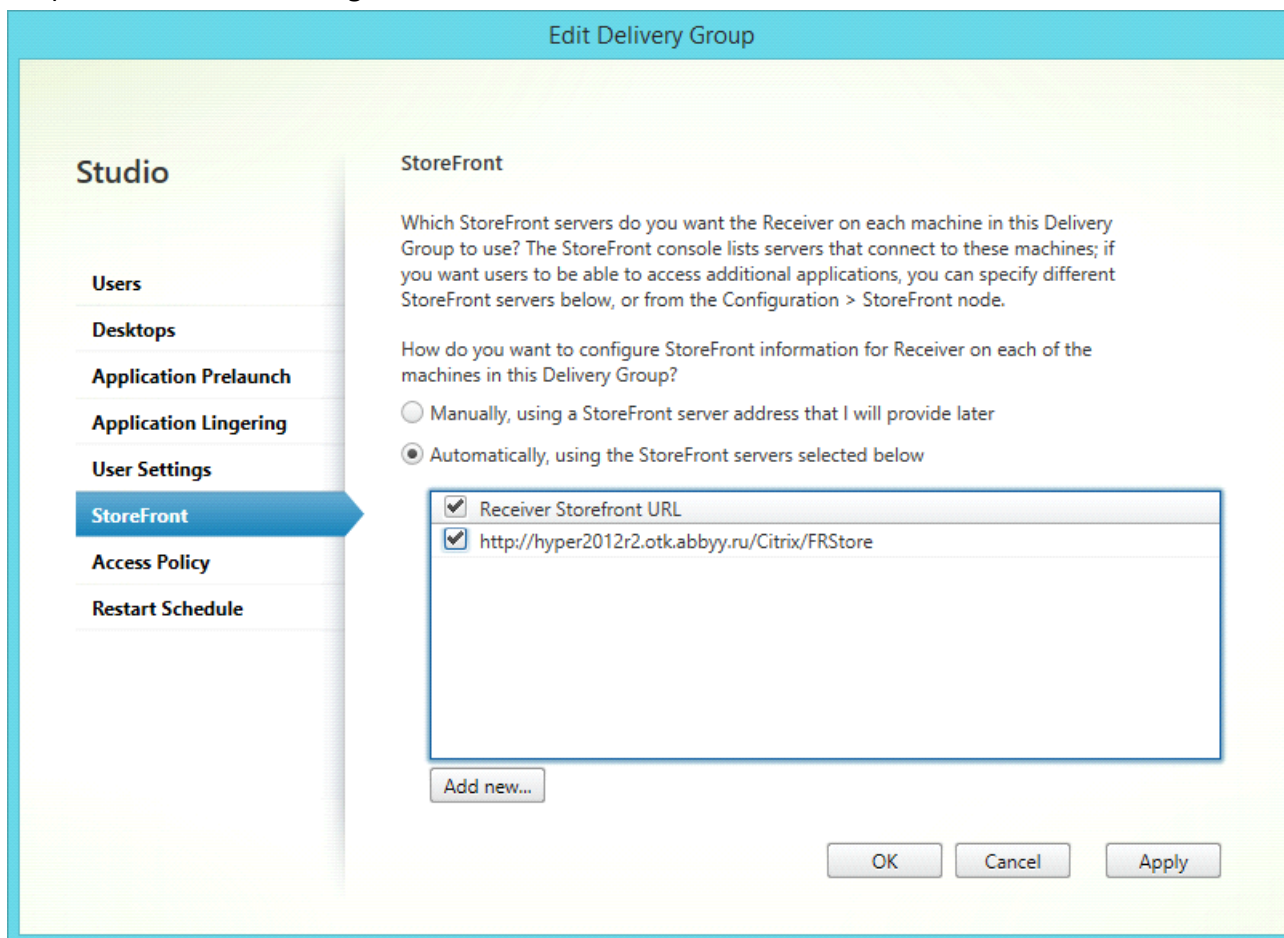 Edit Delivery Group
Studio
Users
Desktops
Application Prelaunch
Application Lingering
User Settings
StoreFront
Access Policy
Restart Schedule
StoreFront
Which StoreFront servers do you want the Receiver on each machine in this Delivery
Group to use? The StoreFront console lists servers that connect to these machines; if
you want users to be able to access additional applications, you can specify different
StoreFront servers below, or from the Configuration > StoreFront node.
How do you want to configure StoreFront information for Receiver on each of the
machines in this Delivery Group?
Manually, using a StoreFront server address that I will provide later
Automatically, using the StoreFront servers selected below
Receiver Storefront URL
http://hyper2012r2.otk.abbyy.ru/Citrix/FRStore
Add new...
OK
Cancel
Apply